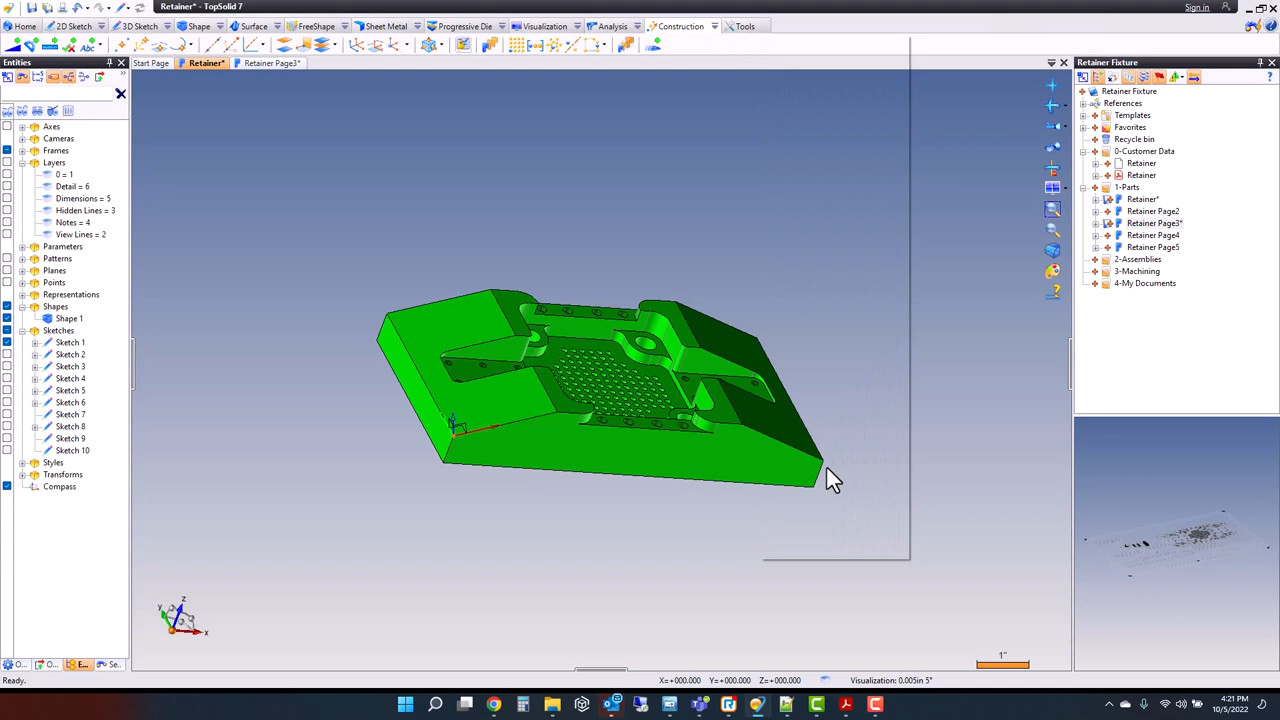 Retainer* - TopSolid 7
Sign in
Home
2D Sketch
3D Sketch
Shape
Surface
FreeShape
Sheet Metal
Progressive Die
Visualization
Analysis
Construction
Tools
Abc
Entities
Start Page
Retainer*
Retainer Page3*
Retainer Fixture
Axes
Cameras
Frames
Layers
0 = 1
Detail = 6
Dimensions = 5
Hidden Lines = 3
Notes = 4
View Lines = 2
Parameters
Patterns
Planes
Points
Representations
Shapes
Shape 1
Sketches
Sketch 1
Sketch 2
Sketch 3
Sketch 4
Sketch 5
Sketch 6
Sketch 7
Sketch 8
Sketch 9
Sketch 10
Styles
Transforms
Compass
O...
O...
E...
Se...
z
y
x
1"
Retainer Fixture
References
Templates
Favorites
Recycle bin
0-Customer Data
Retainer
Retainer
1-Parts
Retainer*
Retainer Page2
Retainer Page3*
Retainer Page4
Retainer Page5
2-Assemblies
3-Machining
4-My Documents
Ready.
X=+000.000
Y=+000.000
Z=+000.000
Visualization: 0.005in 5°
4:21 PM
10/5/2022